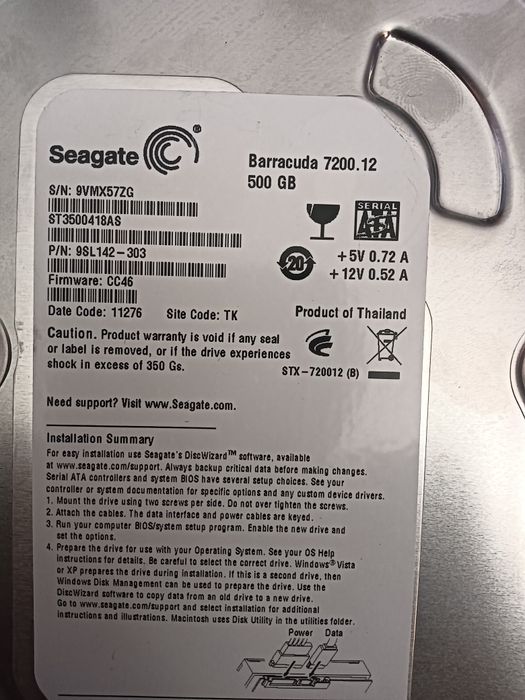 Seagate
®
Barracuda 7200.12
500 GB
S/N: 9VMX57ZG
ST3500418AS
P/N: 9SL142-303
Firmware: CC46
Date Code: 11276 Site Code: TK
SERIAL
ATA
20
+5V 0.72 A
+12V 0.52 A
Product of Thailand
Caution. Product warranty is void if any seal
or label is removed, or if the drive experiences
shock in excess of 350 Gs.
STX-720012 (B)
Need support? Visit www.Seagate.com.
Installation Summary
For easy installation use Seagate's DiscWizard™ software, available
at www.seagate.com/support. Always backup critical data before making changes.
Serial ATA controllers and system BIOS have several setup choices. See your
controller or system documentation for specific options and any custom device drivers.
1. Mount the drive using two screws per side. Do not over tighten the screws.
2. Attach the cables. The data interface and power cables are keyed.
3. Run your computer BIOS/system setup program. Enable the new drive and
set the options.
4. Prepare the drive for use with your Operating System. See your OS Help
instructions for details. Be careful to select the correct drive. Windows® Vista
or XP prepares the drive during installation. If this is a second drive, then
Windows Disk Management can be used to prepare the drive. Use the
DiscWizard software to copy data from an old drive to a new drive.
Go to www.seagate.com/support and select installation for additional
instructions and illustrations. Macintosh uses Disk Utility in the utilities folder.
Power Data